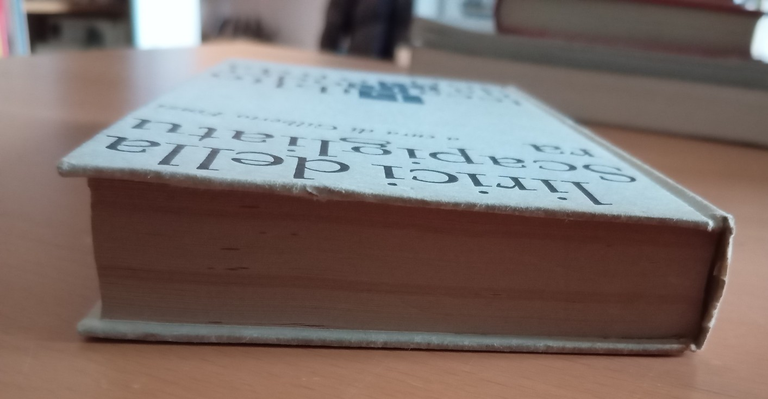 lirici della
Scapigliatu
ra
a cura di Gilberto Finzi